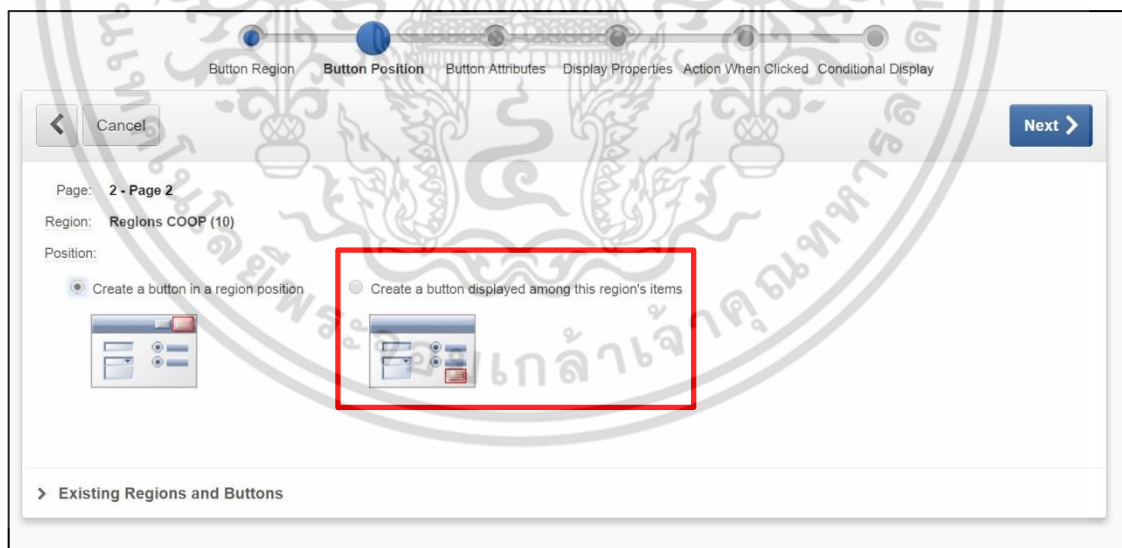 Button Region Button Position Button Attributes Display Properties Action When Clicked Conditional Display
Cancel Next
Page: 2 - Page 2
Region: Regions COOP (10)
Position:
Create a button in a region position Create a button displayed among this region's items
Existing Regions and Buttons